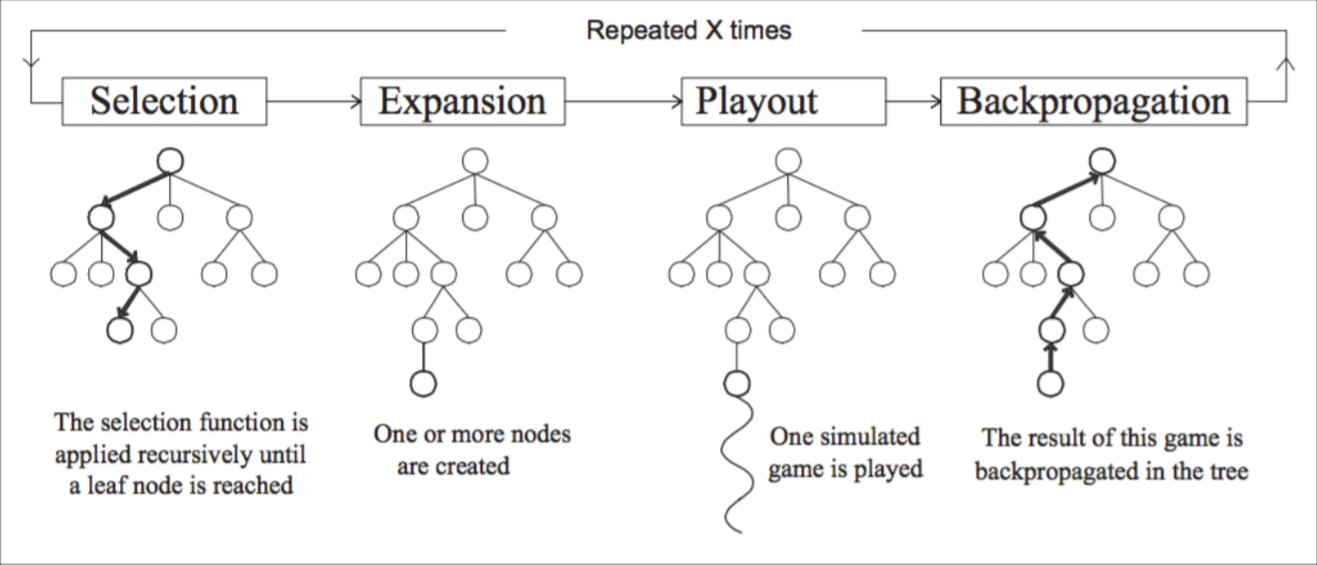 Repeated X times
Selection
Expansion
Playout
Backpropagation
The selection function is
applied recursively until
a leaf node is reached
One or more nodes
are created
One simulated
game is played
The result of this game is
backpropagated in the tree